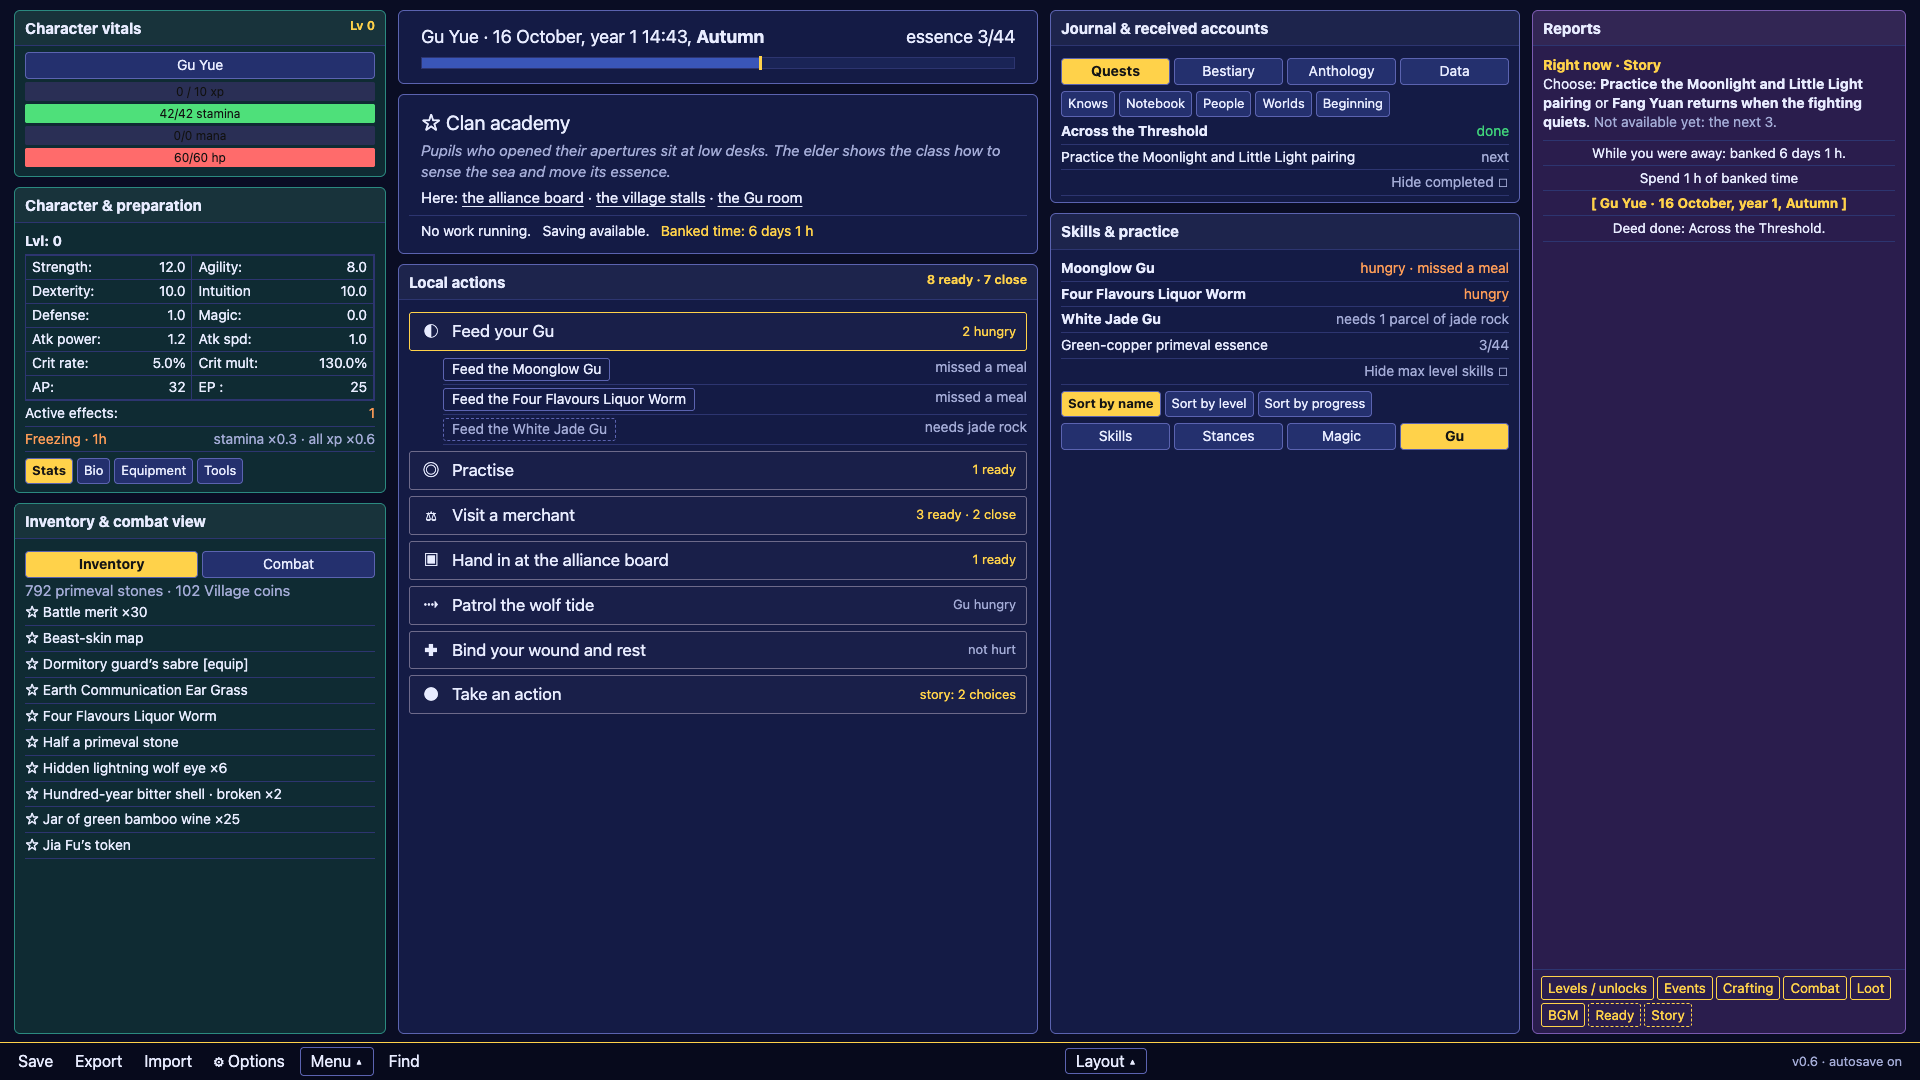 Character vitals
Lv 0
Gu Yue
0 / 10 xp
42/42 stamina
0/0 mana
60/60 hp
Character & preparation
Lvl: 0
Strength: 12.0 Agility: 8.0
Dexterity: 10.0 Intuition 10.0
Defense: 1.0 Magic: 0.0
Atk power: 1.2 Atk spd: 1.0
Crit rate: 5.0% Crit mult: 130.0%
AP: 32 EP : 25
Active effects: 1
Freezing · 1h stamina ×0.3 · all xp ×0.6
Stats Bio Equipment Tools
Inventory & combat view
Inventory Combat
792 primeval stones · 102 Village coins
☆ Battle merit ×30
☆ Beast-skin map
☆ Dormitory guard's sabre [equip]
☆ Earth Communication Ear Grass
☆ Four Flavours Liquor Worm
☆ Half a primeval stone
☆ Hidden lightning wolf eye ×6
☆ Hundred-year bitter shell · broken ×2
☆ Jar of green bamboo wine ×25
☆ Jia Fu's token
Gu Yue · 16 October, year 1 14:43, Autumn essence 3/44
☆ Clan academy
Pupils who opened their apertures sit at low desks. The elder shows the class how to
sense the sea and move its essence.
Here: the alliance board · the village stalls · the Gu room
No work running. Saving available. Banked time: 6 days 1 h
Local actions 8 ready · 7 close
Feed your Gu 2 hungry
Feed the Moonglow Gu missed a meal
Feed the Four Flavours Liquor Worm missed a meal
Feed the White Jade Gu needs jade rock
Practise 1 ready
Visit a merchant 3 ready · 2 close
Hand in at the alliance board 1 ready
Patrol the wolf tide Gu hungry
Bind your wound and rest not hurt
Take an action story: 2 choices
Journal & received accounts
Quests Bestiary Anthology Data
Knows Notebook People Worlds Beginning
Across the Threshold done
Practice the Moonlight and Little Light pairing next
Hide completed
Skills & practice
Moonglow Gu hungry · missed a meal
Four Flavours Liquor Worm hungry
White Jade Gu needs 1 parcel of jade rock
Green-copper primeval essence 3/44
Hide max level skills
Sort by name Sort by level Sort by progress
Skills Stances Magic Gu
Reports
Right now · Story
Choose: Practice the Moonlight and Little Light
pairing or Fang Yuan returns when the fighting
quiets. Not available yet: the next 3.
While you were away: banked 6 days 1 h.
Spend 1 h of banked time
[ Gu Yue · 16 October, year 1, Autumn ]
Deed done: Across the Threshold.
Levels / unlocks Events Crafting Combat Loot
BGM Ready Story
Save Export Import ⚙ Options Menu ▴ Find Layout ▴ v0.6 · autosave on